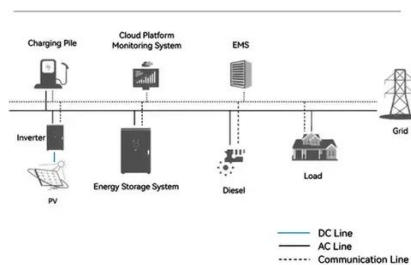 Charging Pile
Cloud Platform
Monitoring System
EMS
Grid
Inverter
PV
Energy Storage System
Diesel
Load
DC Line
AC Line
Communication Line